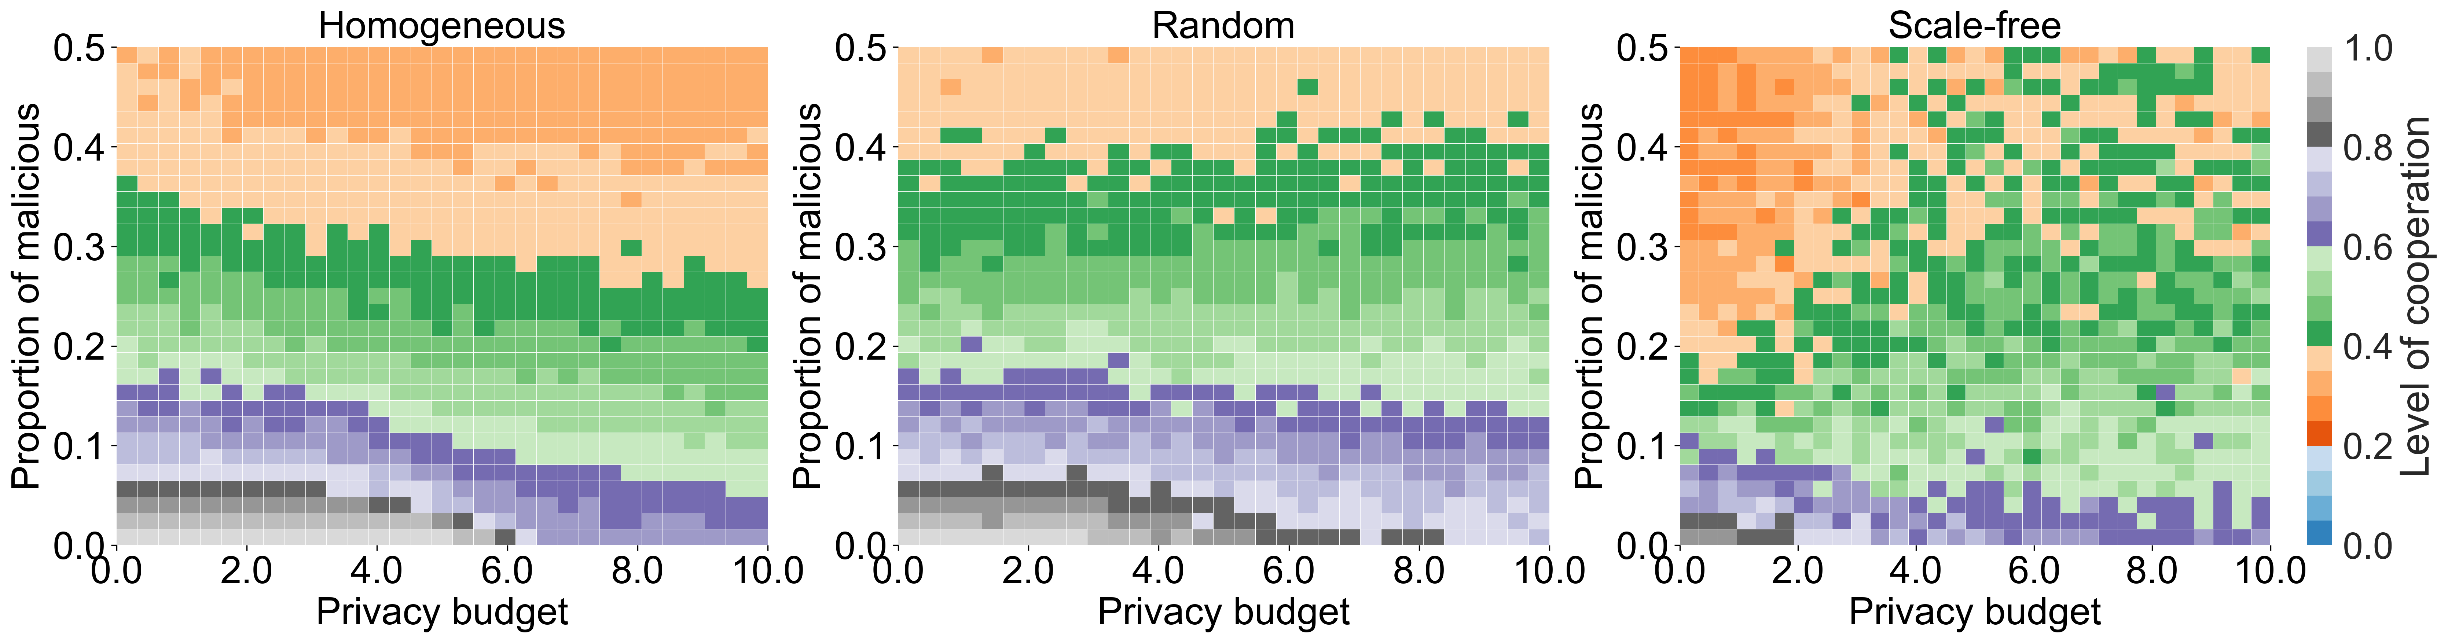 Homogeneous
0.5
0.4
0.3
0.2
0.1
0.0
Proportion of malicious
0.0 2.0 4.0 6.0 8.0 10.0
Privacy budget
Random
0.5
0.4
0.3
0.2
0.1
0.0
Proportion of malicious
0.0 2.0 4.0 6.0 8.0 10.0
Privacy budget
Scale-free
0.5
0.4
0.3
0.2
0.1
0.0
Proportion of malicious
0.0 2.0 4.0 6.0 8.0 10.0
Privacy budget
1.0
0.8
0.6
0.4
0.2
0.0
Level of cooperation